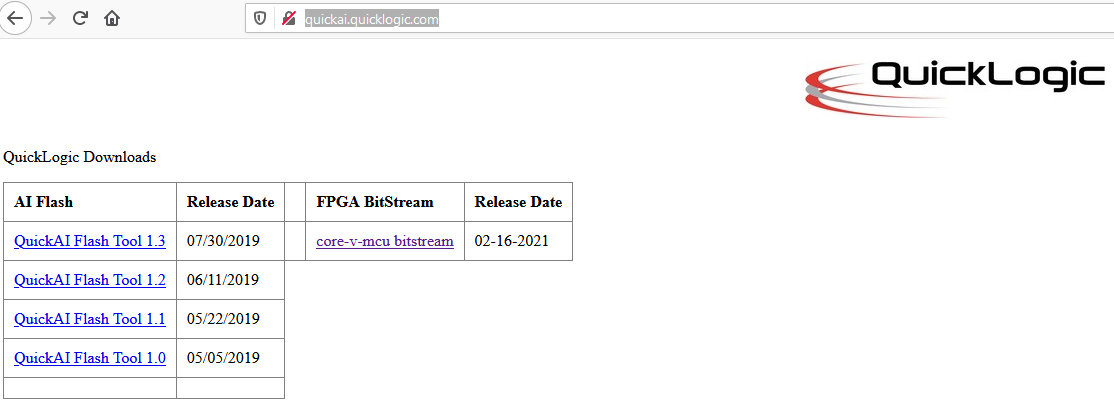 quickai.quicklogic.com
QuickLogic
QuickLogic Downloads
AI Flash Release Date FPGA BitStream Release Date
QuickAI Flash Tool 1.3 07/30/2019 core-v-mcu bitstream 02-16-2021
QuickAI Flash Tool 1.2 06/11/2019
QuickAI Flash Tool 1.1 05/22/2019
QuickAI Flash Tool 1.0 05/05/2019